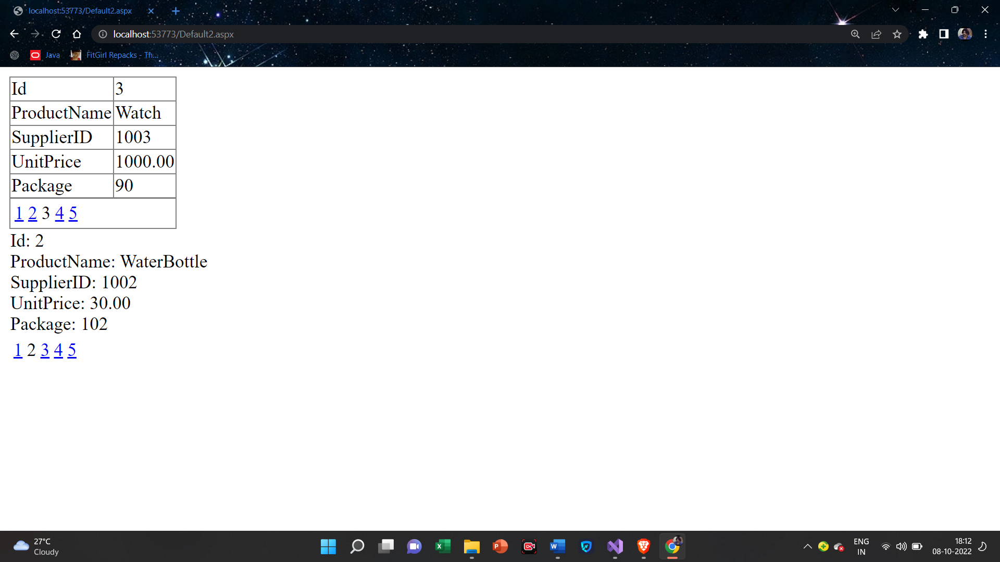 localhost:53773/Default2.aspx
localhost:53773/Default2.aspx
Java FitGirl Repacks - Th...
Id 3
ProductName Watch
SupplierID 1003
UnitPrice 1000.00
Package 90
1 2 3 4 5
Id: 2
ProductName: WaterBottle
SupplierID: 1002
UnitPrice: 30.00
Package: 102
1 2 3 4 5
27°C
Cloudy
ENG
IN
18:12
08-10-2022